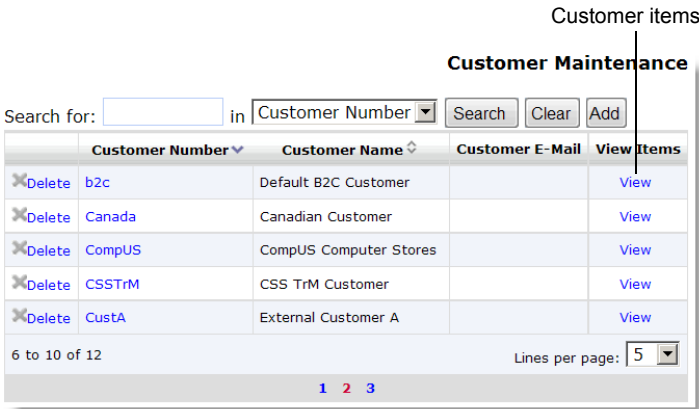 Customer items
Customer Maintenance
Search for: in Customer Number Search Clear Add
Customer Number Customer Name Customer E-Mail View Items
Delete b2c Default B2C Customer View
Delete Canada Canadian Customer View
Delete CompUS CompUS Computer Stores View
Delete CSSTrM CSS TrM Customer View
Delete CustA External Customer A View
6 to 10 of 12 Lines per page: 5
1 2 3